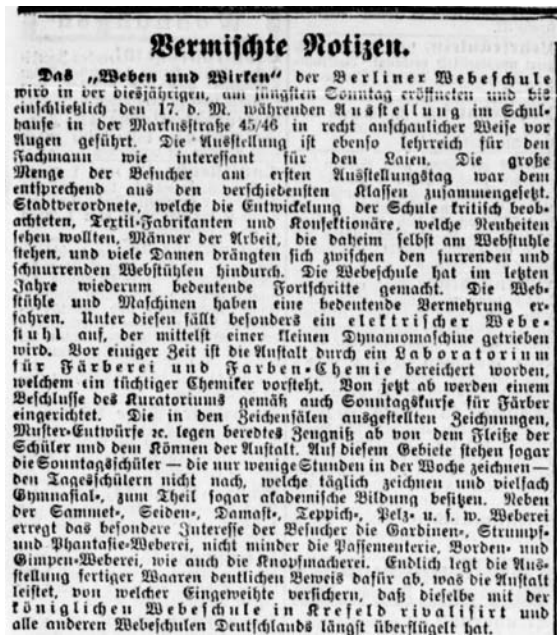 Vermischte Notizen.
Das „Weben und Wirken“ der Berliner Webeschule
wird in der diesjährigen, am jüngsten Sonntag eröffneten und bis
einschließlich den 17. d. M. währenden Ausstellung im Schul-
hause in der Markusstraße 45/46 in recht anschaulicher Weise vor
Augen geführt. Die Ausstellung ist ebenso lehrreich für den
Fachmann wie interessant für den Laien. Die große
Menge der Besucher am ersten Ausstellungstag war dem
entsprechend aus den verschiedensten Klassen zusammengesetzt.
Stadtverordnete, welche die Entwickelung der Schule kritisch beob-
achteten, Textil-Fabrikanten und Konfektionäre, welche Neuheiten
sehen wollten, Männer der Arbeit, die daheim selbst am Webstuhle
stehen, und viele Damen drängten sich zwischen den surrenden und
schnurrenden Webstühlen hindurch. Die Webeschule hat im letzten
Jahre wiederum bedeutende Fortschritte gemacht. Die Web-
stühle und Maschinen haben eine bedeutende Vermehrung er-
fahren. Unter diesen fällt besonders ein elektrischer Webe-
stuhl auf, der mittelst einer kleinen Dynamomaschine getrieben
wird. Vor einiger Zeit ist die Anstalt durch ein Laboratorium
für Färberei und Farben-Chemie bereichert worden,
welchem ein tüchtiger Chemiker vorsteht. Von jetzt ab werden einem
Beschlusse des Kuratoriums gemäß auch Sonntagskurse für Färber
eingerichtet. Die in den Zeichensälen ausgestellten Zeichnungen,
Muster-Entwürfe ꝛc. legen beredtes Zeugniß ab von dem Fleiße der
Schüler und dem Können der Anstalt. Auf diesem Gebiete stehen sogar
die Sonntagsschüler — die nur wenige Stunden in der Woche zeichnen —
den Tagesschülern nicht nach, welche täglich zeichnen und vielfach
Gymnasial-, zum Theil sogar akademische Bildung besitzen. Neben
der Sammet-, Seiden-, Damast-, Teppich-, Pelz- u. s. w. Weberei
erregt das besondere Interesse der Besucher die Gardinen-, Strumpf-
und Phantasie-Weberei, nicht minder die Passementerie, Borden- und
Gimpen-Weberei, wie auch die Knopfmacherei. Endlich legt die Aus-
stellung fertiger Waaren deutlichen Beweis dafür ab, was die Anstalt
leistet, von welcher Eingeweihte versichern, daß dieselbe mit der
königlichen Webeschule in Krefeld rivalisirt und
alle anderen Webeschulen Deutschlands längst überflügelt hat.